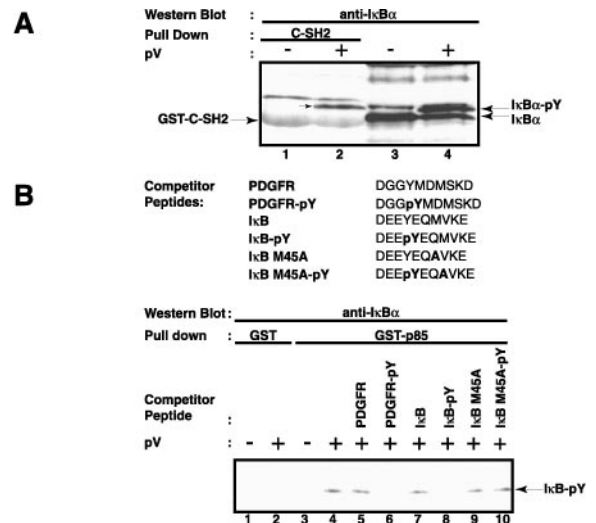 A
Western Blot : anti-IκBα
Pull Down : C-SH2
pV : - + - +
GST-C-SH2
IκBα-pY
IκBα
1 2 3 4
B
Competitor Peptides:
PDGFR DGGYMDMSKD
PDGFR-pY DGGpYMDMSKD
IκB DEEYEQMVKE
IκB-pY DEEpYEQMVKE
IκB M45A DEEYEQAVKE
IκB M45A-pY DEEpYEQAVKE
Western Blot : anti-IκBα
Pull down : GST GST-p85
Competitor Peptide : PDGFR PDGFR-pY IκB IκB-pY IκB M45A IκB M45A-pY
pV : - + - + + + + + + +
IκB-pY
1 2 3 4 5 6 7 8 9 10